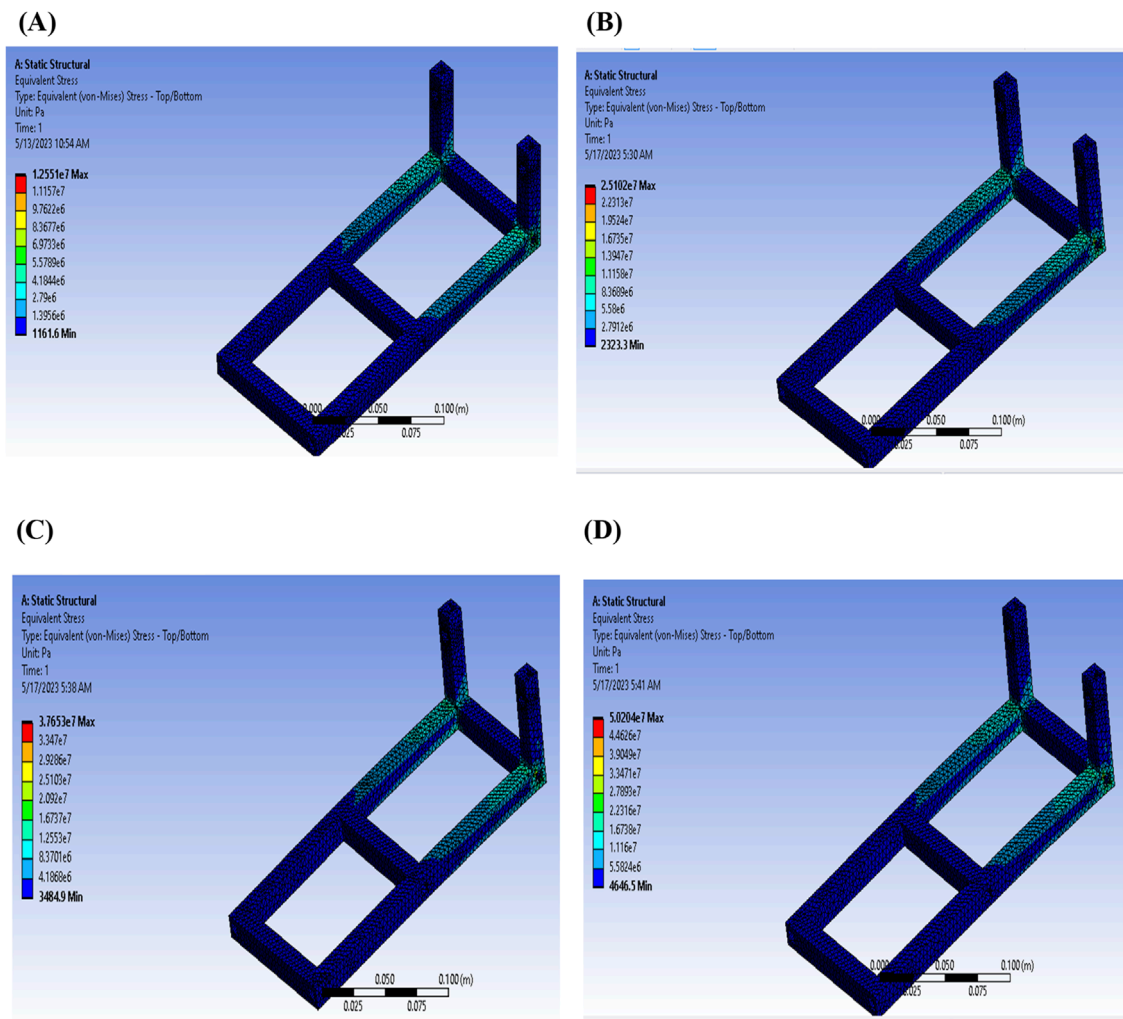 (A)
A: Static Structural
Equivalent Stress
Type: Equivalent (von-Mises) Stress - Top/Bottom
Unit: Pa
Time: 1
5/13/2023 10:54 AM
1.2551e7 Max
1.1157e7
9.7622e6
8.3677e6
6.9733e6
5.5789e6
4.1844e6
2.79e6
1.3956e6
1161.6 Min
0.000 0.050 0.100 (m)
0.075
(B)
A: Static Structural
Equivalent Stress
Type: Equivalent (von-Mises) Stress - Top/Bottom
Unit: Pa
Time: 1
5/17/2023 5:30 AM
2.5102e7 Max
2.2313e7
1.9524e7
1.6735e7
1.3947e7
1.1158e7
8.3689e6
5.58e6
2.7912e6
2323.3 Min
0.000 0.050 0.100 (m)
0.075
(C)
A: Static Structural
Equivalent Stress
Type: Equivalent (von-Mises) Stress - Top/Bottom
Unit: Pa
Time: 1
5/17/2023 5:38 AM
3.7653e7 Max
3.347e7
2.9286e7
2.5103e7
2.092e7
1.6737e7
1.2553e7
8.3701e6
4.1868e6
3484.9 Min
0.050 0.100 (m)
0.025 0.075
(D)
A: Static Structural
Equivalent Stress
Type: Equivalent (von-Mises) Stress - Top/Bottom
Unit: Pa
Time: 1
5/17/2023 5:41 AM
5.0204e7 Max
4.4626e7
3.9049e7
3.3471e7
2.7893e7
2.2316e7
1.6738e7
1.116e7
5.5824e6
4646.5 Min
0.000 0.050 0.100 (m)
0.075